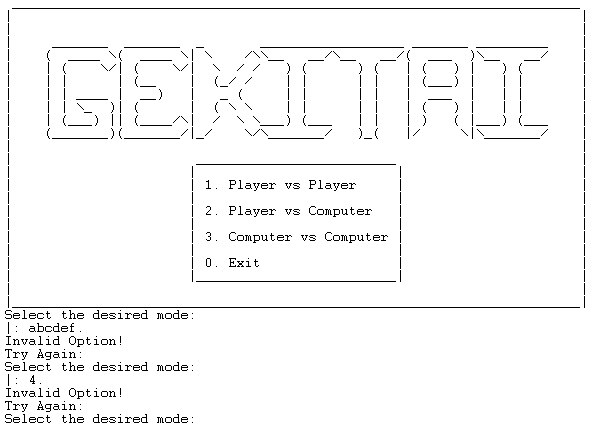 GEKITAI
1. Player vs Player
2. Player vs Computer
3. Computer vs Computer
0. Exit
Select the desired mode:
|: abcdef.
Invalid Option!
Try Again:
Select the desired mode:
|: 4.
Invalid Option!
Try Again:
Select the desired mode: